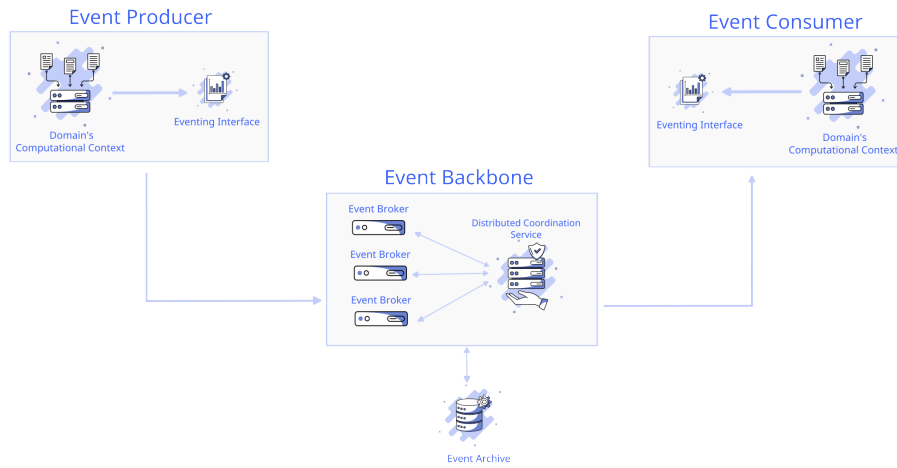 Event Producer
Domain's
Computational Context
Eventing Interface
Event Consumer
Eventing Interface
Domain's
Computational Context
Event Backbone
Event Broker
Event Broker
Event Broker
Distributed Coordination
Service
Event Archive